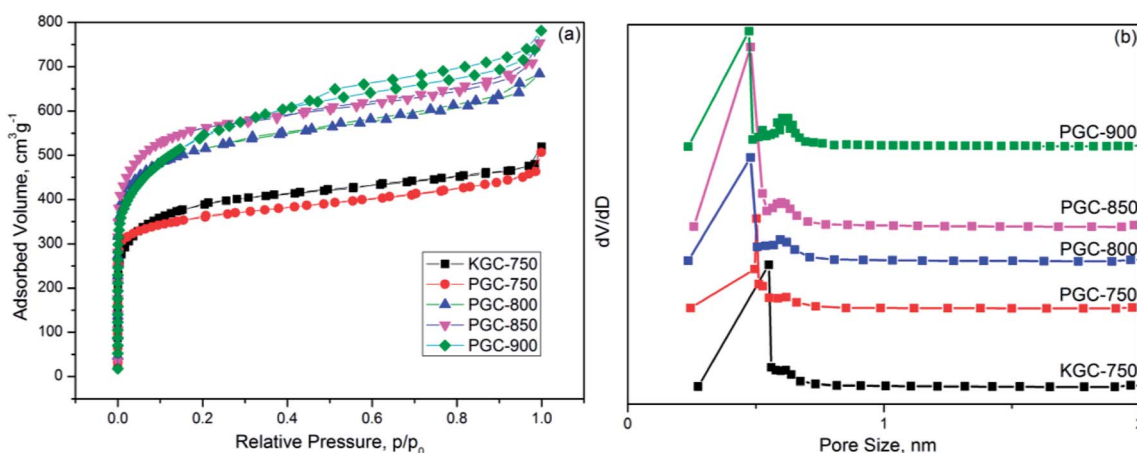 800
700
600
500
400
300
200
100
0
Adsorbed Volume, cm³g⁻¹
(a)
KGC-750
PGC-750
PGC-800
PGC-850
PGC-900
0.0 0.2 0.4 0.6 0.8 1.0
Relative Pressure, p/p₀
(b)
dV/dD
PGC-900
PGC-850
PGC-800
PGC-750
KGC-750
0 1 2
Pore Size, nm